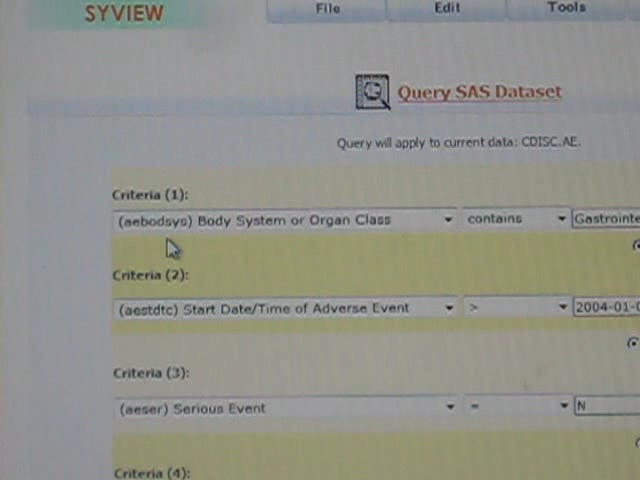 SYVIEW File Edit Tools
Query SAS Dataset
Query will apply to current data: CDISC.AE.
Criteria (1):
(aebodsys) Body System or Organ Class contains Gastrointe
Criteria (2):
(aestdtc) Start Date/Time of Adverse Event > 2004-01-0
Criteria (3):
(aeser) Serious Event = N
Criteria (4):